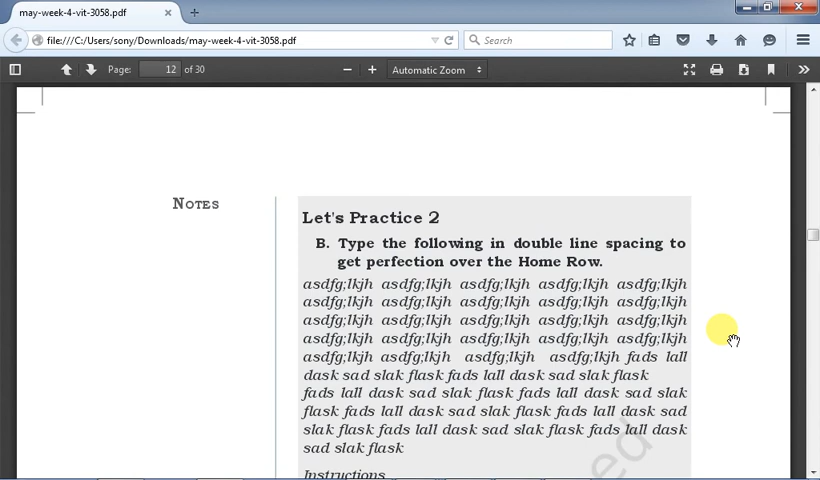 may-week-4-vit-3058.pdf
file:///C:/Users/sony/Downloads/may-week-4-vit-3058.pdf
Search
Page: 12 of 30
Automatic Zoom
NOTES
Let's Practice 2
B. Type the following in double line spacing to
get perfection over the Home Row.
asdfg;lkjh asdfg;lkjh asdfg;lkjh asdfg;lkjh asdfg;lkjh
asdfg;lkjh asdfg;lkjh asdfg;lkjh asdfg;lkjh asdfg;lkjh
asdfg;lkjh asdfg;lkjh asdfg;lkjh asdfg;lkjh asdfg;lkjh
asdfg;lkjh asdfg;lkjh asdfg;lkjh asdfg;lkjh asdfg;lkjh
asdfg;lkjh asdfg;lkjh asdfg;lkjh asdfg;lkjh fads lall
dask sad slak flask fads lall dask sad slak flask
fads lall dask sad slak flask fads lall dask sad slak
flask fads lall dask sad slak flask fads lall dask sad
slak flask fads lall dask sad slak flask fads lall dask
sad slak flask
Instructions